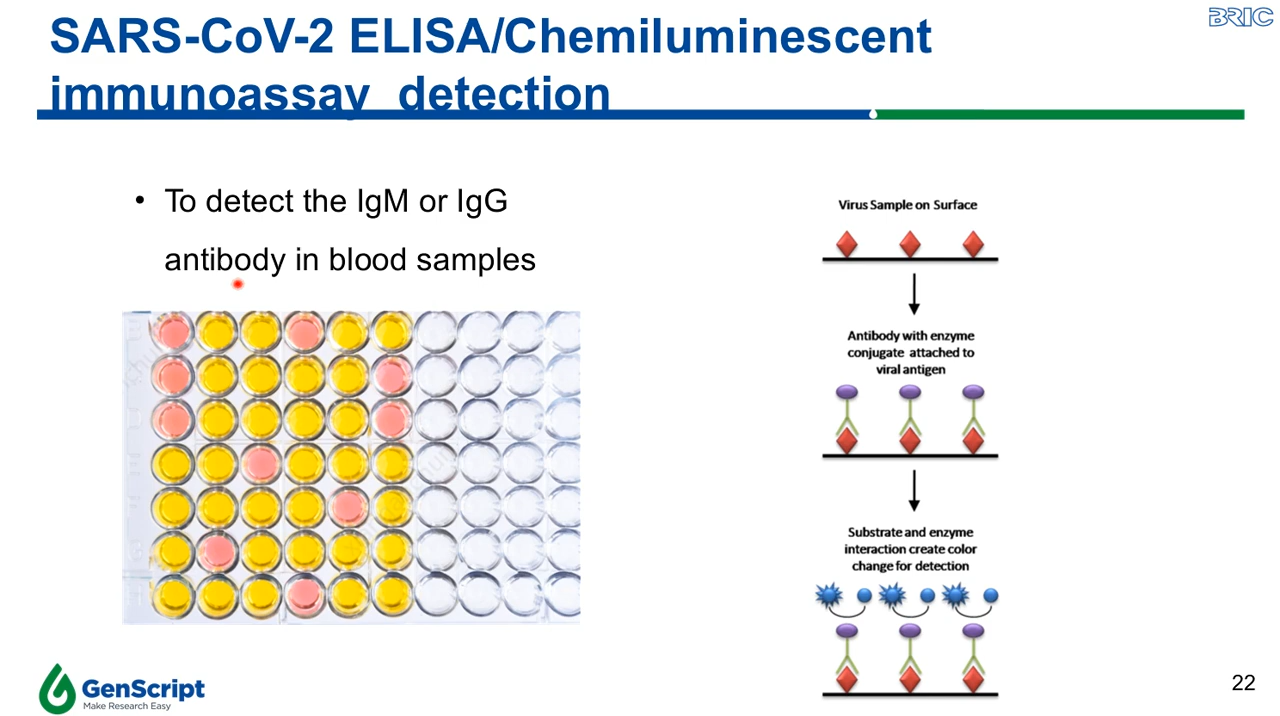 BRIC
SARS-CoV-2 ELISA/Chemiluminescent
immunoassay detection
• To detect the IgM or IgG
antibody in blood samples
Virus Sample on Surface
Antibody with enzyme
conjugate attached to
viral antigen
Substrate and enzyme
interaction create color
change for detection
GenScript
Make Research Easy
22